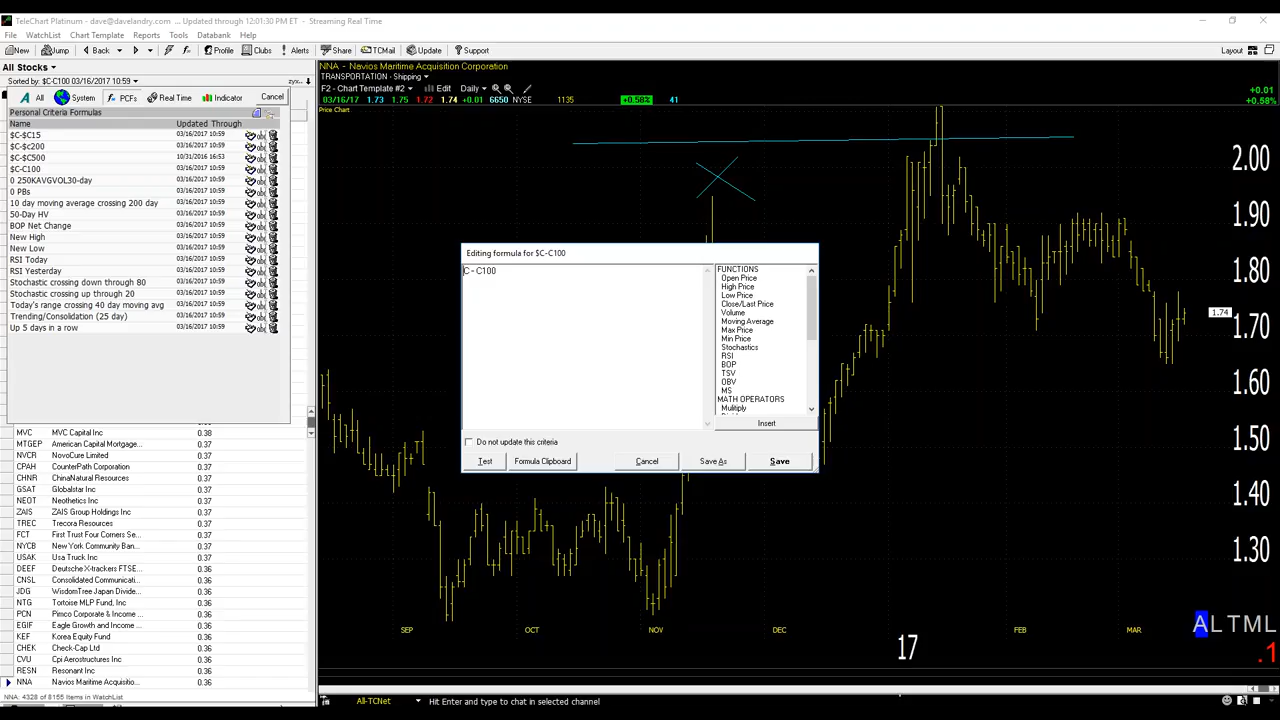 TeleChart Platinum - dave@davelandry.com ... Updated through 12:01:30 PM ET - Streaming Real Time
File WatchList Chart Template Reports Tools Databank Help
New Jump Back Profile Clubs Alerts Share TCMail Update Support Layout
All Stocks
Sorted by: $C-C100 03/16/2017 10:59 zyx..
All System PCFs Real Time Indicator Cancel
Personal Criteria Formulas
Name Updated Through
$C-$C15 03/16/2017 10:59
$C-$c200 03/16/2017 10:59
$C-$C500 10/31/2016 16:53
$C-C100 03/16/2017 10:59
0 250KAVGVOL30-day 03/16/2017 10:59
0 PBs 03/16/2017 10:59
10 day moving average crossing 200 day 03/16/2017 10:59
50-Day HV 03/16/2017 10:59
BOP Net Change 03/16/2017 10:59
New High 03/16/2017 10:59
New Low 03/16/2017 10:59
RSI Today 03/16/2017 10:59
RSI Yesterday 03/16/2017 10:59
Stochastic crossing down through 80 03/16/2017 10:59
Stochastic crossing up through 20 03/16/2017 10:59
Today's range crossing 40 day moving avg 03/16/2017 10:59
Trending/Consolidation (25 day) 03/16/2017 10:59
Up 5 days in a row 03/16/2017 10:59
MVC MVC Capital Inc 0.38
MTGEP American Capital Mortgage... 0.37
NVCR NovoCure Limited 0.37
CPAH CounterPath Corporation 0.37
CHNR ChinaNatural Resources 0.37
GSAT Globalstar Inc 0.37
NEOT Neothetics Inc 0.37
ZAIS ZAIS Group Holdings Inc 0.37
TREC Trecora Resources 0.37
FCT First Trust Four Corners Se... 0.37
NYCB New York Community Ban... 0.37
USAK Usa Truck Inc 0.37
DEEF Deutsche X-trackers FTSE... 0.36
CNSL Consolidated Communicati... 0.36
JDG WisdomTree Japan Divide... 0.36
NTG Tortoise MLP Fund, Inc 0.36
PCN Pimco Corporate & Income ... 0.36
EGIF Eagle Growth and Income ... 0.36
KEF Korea Equity Fund 0.36
CHEK Check-Cap Ltd 0.36
CVU Cpi Aerostructures Inc 0.36
RESN Resonant Inc 0.36
NNA Navios Maritime Acquisitio... 0.36
NNA: 4328 of 8155 Items in WatchList
NNA - Navios Maritime Acquisition Corporation
TRANSPORTATION - Shipping
F2 - Chart Template #2 Edit Daily
03/16/17 1.73 1.75 1.72 1.74 +0.01 6650 NYSE 1135 +0.58% 41
+0.01
+0.58%
Price Chart
2.00
1.90
1.80
1.74
1.70
1.60
1.50
1.40
1.30
Editing formula for $C-C100
C - C100
FUNCTIONS
Open Price
High Price
Low Price
Close/Last Price
Volume
Moving Average
Max Price
Min Price
Stochastics
RSI
BOP
TSV
OBV
MS
MATH OPERATORS
Mulitiply
Insert
Do not update this criteria
Test Formula Clipboard Cancel Save As Save
SEP OCT NOV DEC 17 FEB MAR
ALTML
.1
All-TCNet Hit Enter and type to chat in selected channel